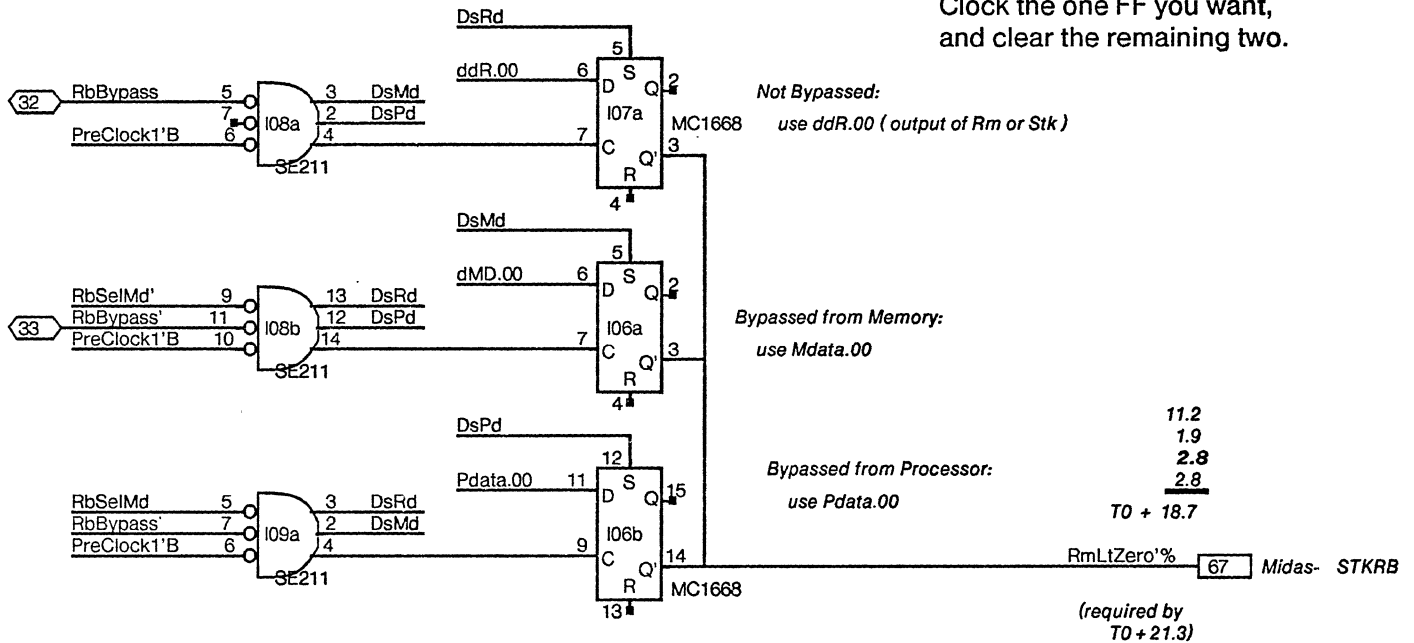 Clock the one FF you want,
and clear the remaining two.
DsRd
5
ddR.00 6 D S Q 2
32 RbBypass 5 3 DsMd
7 I08a 2 DsPd
PreClock1'B 6 4
SE211
I07a
7 C Q' 3
R
4
MC1668
Not Bypassed:
use ddR.00 ( output of Rm or Stk )
DsMd
5
dMD.00 6 D S Q 2
RbSelMd' 9 13 DsRd
33 RbBypass' 11 I08b 12 DsPd
PreClock1'B 10 14
SE211
I06a
7 C Q' 3
R
4
Bypassed from Memory:
use Mdata.00
DsPd
12
Pdata.00 11 D S Q 15
RbSelMd 5 3 DsRd
RbBypass' 7 I09a 2 DsMd
PreClock1'B 6 4
SE211
I06b
9 C Q' 14
R
13
MC1668
Bypassed from Processor:
use Pdata.00
11.2
1.9
2.8
2.8
T0 + 18.7
RmLtZero'% 67 Midas- STKRB
(required by
T0 + 21.3)